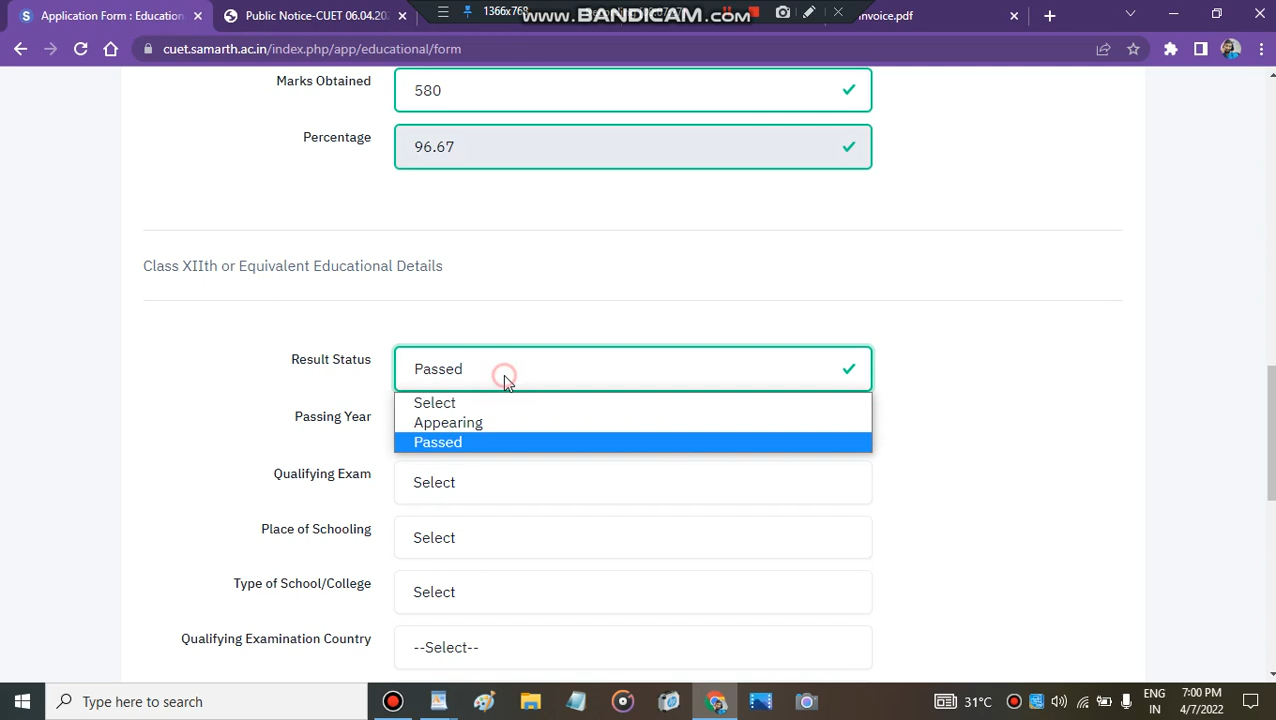 Application Form : Education
Public Notice-CUET 06.04.202
1366x768
www.BANDICAM.com
Invoice.pdf
cuet.samarth.ac.in/index.php/app/educational/form
Marks Obtained
580
Percentage
96.67
Class XIIth or Equivalent Educational Details
Result Status
Passed
Select
Passing Year
Appearing
Passed
Qualifying Exam
Select
Place of Schooling
Select
Type of School/College
Select
Qualifying Examination Country
--Select--
Type here to search
31°C
ENG
IN
7:00 PM
4/7/2022